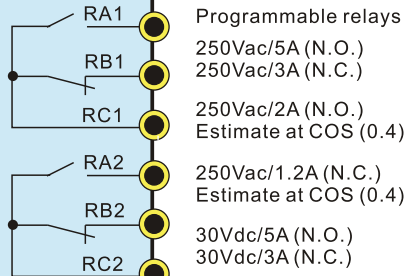 RA1
RB1
RC1
RA2
RB2
RC2
Programmable relays
250Vac/5A (N.O.)
250Vac/3A (N.C.)
250Vac/2A (N.O.)
Estimate at COS (0.4)
250Vac/1.2A (N.C.)
Estimate at COS (0.4)
30Vdc/5A (N.O.)
30Vdc/3A (N.C.)